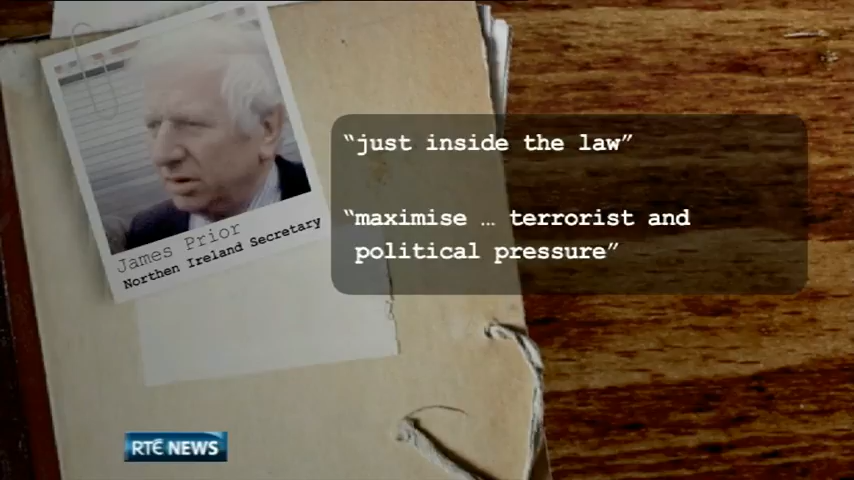 James Prior
Northen Ireland Secretary
“just inside the law”
“maximise … terrorist and
political pressure”
RTÉ NEWS